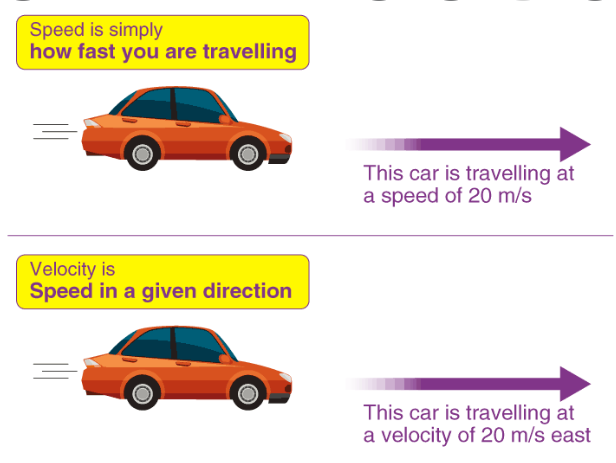 Speed is simply
how fast you are travelling
This car is travelling at
a speed of 20 m/s
Velocity is
Speed in a given direction
This car is travelling at
a velocity of 20 m/s east